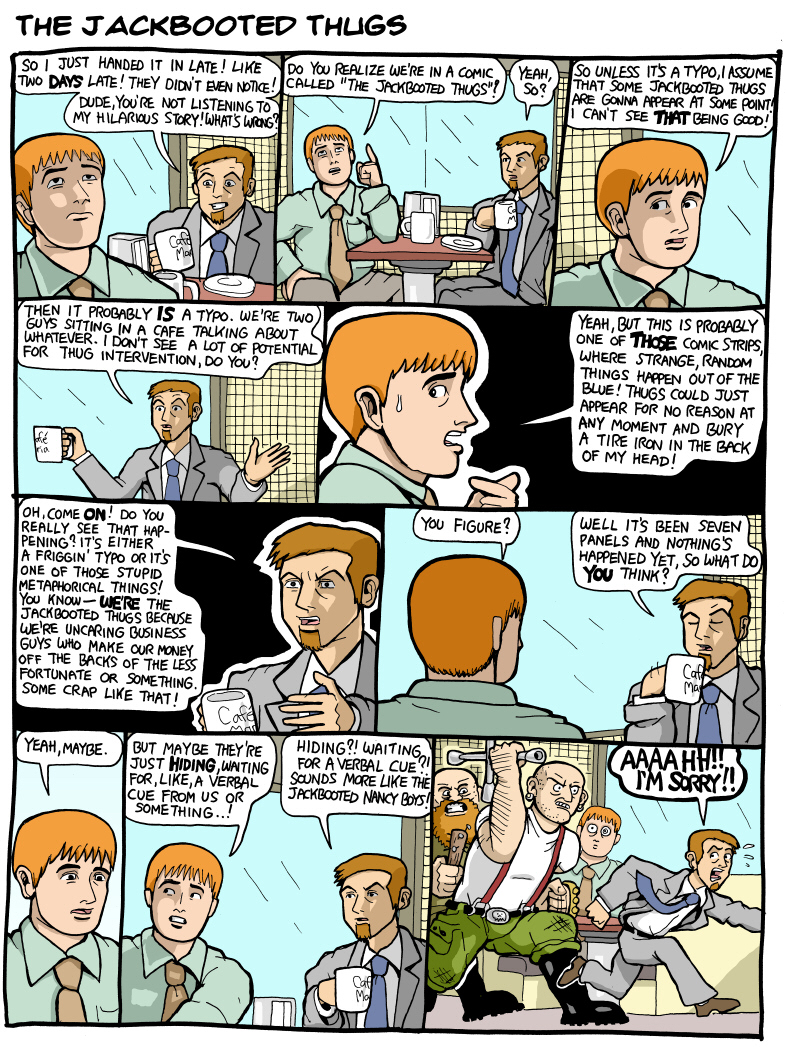 THE JACKBOOTED THUGS
SO I JUST HANDED IT IN LATE! LIKE
TWO DAYS LATE! THEY DIDN'T EVEN NOTICE!
DUDE, YOU'RE NOT LISTENING TO
MY HILARIOUS STORY! WHAT'S WRONG?
Café
Mar
DO YOU REALIZE WE'RE IN A COMIC
CALLED "THE JACKBOOTED THUGS"?
YEAH,
SO?
Ca
M
SO UNLESS IT'S A TYPO, I ASSUME
THAT SOME JACKBOOTED THUGS
ARE GONNA APPEAR AT SOME POINT!
I CAN'T SEE THAT BEING GOOD!
THEN IT PROBABLY IS A TYPO. WE'RE TWO
GUYS SITTING IN A CAFE TALKING ABOUT
WHATEVER. I DON'T SEE A LOT OF POTENTIAL
FOR THUG INTERVENTION, DO YOU?
afé
ria
YEAH, BUT THIS IS PROBABLY
ONE OF THOSE COMIC STRIPS,
WHERE STRANGE, RANDOM
THINGS HAPPEN OUT OF THE
BLUE! THUGS COULD JUST
APPEAR FOR NO REASON AT
ANY MOMENT AND BURY
A TIRE IRON IN THE BACK
OF MY HEAD!
OH, COME ON! DO YOU
REALLY SEE THAT HAP-
PENING? IT'S EITHER
A FRIGGIN' TYPO OR IT'S
ONE OF THOSE STUPID
METAPHORICAL THINGS!
YOU KNOW— WE'RE THE
JACKBOOTED THUGS BECAUSE
WE'RE UNCARING BUSINESS
GUYS WHO MAKE OUR MONEY
OFF THE BACKS OF THE LESS
FORTUNATE OR SOMETHING.
SOME CRAP LIKE THAT!
Café
Mar
YOU FIGURE?
WELL IT'S BEEN SEVEN
PANELS AND NOTHING'S
HAPPENED YET, SO WHAT DO
YOU THINK?
Café
Mar
YEAH, MAYBE.
BUT MAYBE THEY'RE
JUST HIDING, WAITING
FOR, LIKE, A VERBAL
CUE FROM US OR
SOMETHING..!
HIDING?! WAITING
FOR A VERBAL CUE?!
SOUNDS MORE LIKE THE
JACKBOOTED NANCY BOYS!
Café
Ma
AAAAHH!!
I'M SORRY!!